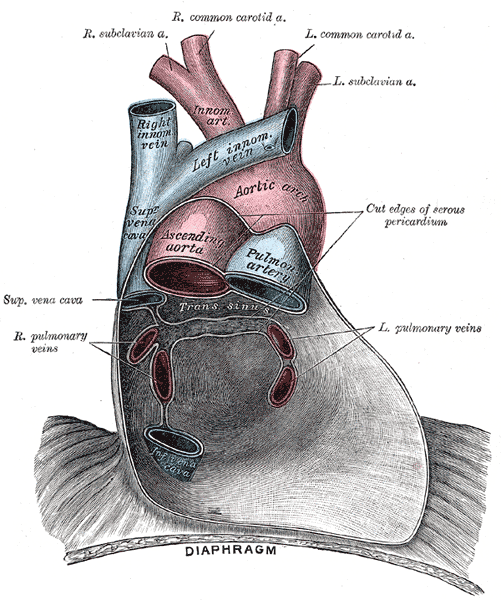 R. common carotid a.
R. subclavian a.
L. common carotid a.
L. subclavian a.
Innom.
art.
Right
innom.
vein
Left innom.
vein
Aortic arch
Supr
vena
cava
Cut edges of serous
pericardium
Ascending
aorta
Pulmon.
artery
Sup. vena cava
Trans. sinus
R. pulmonary
veins
L. pulmonary veins
Inf. vena
cava
DIAPHRAGM